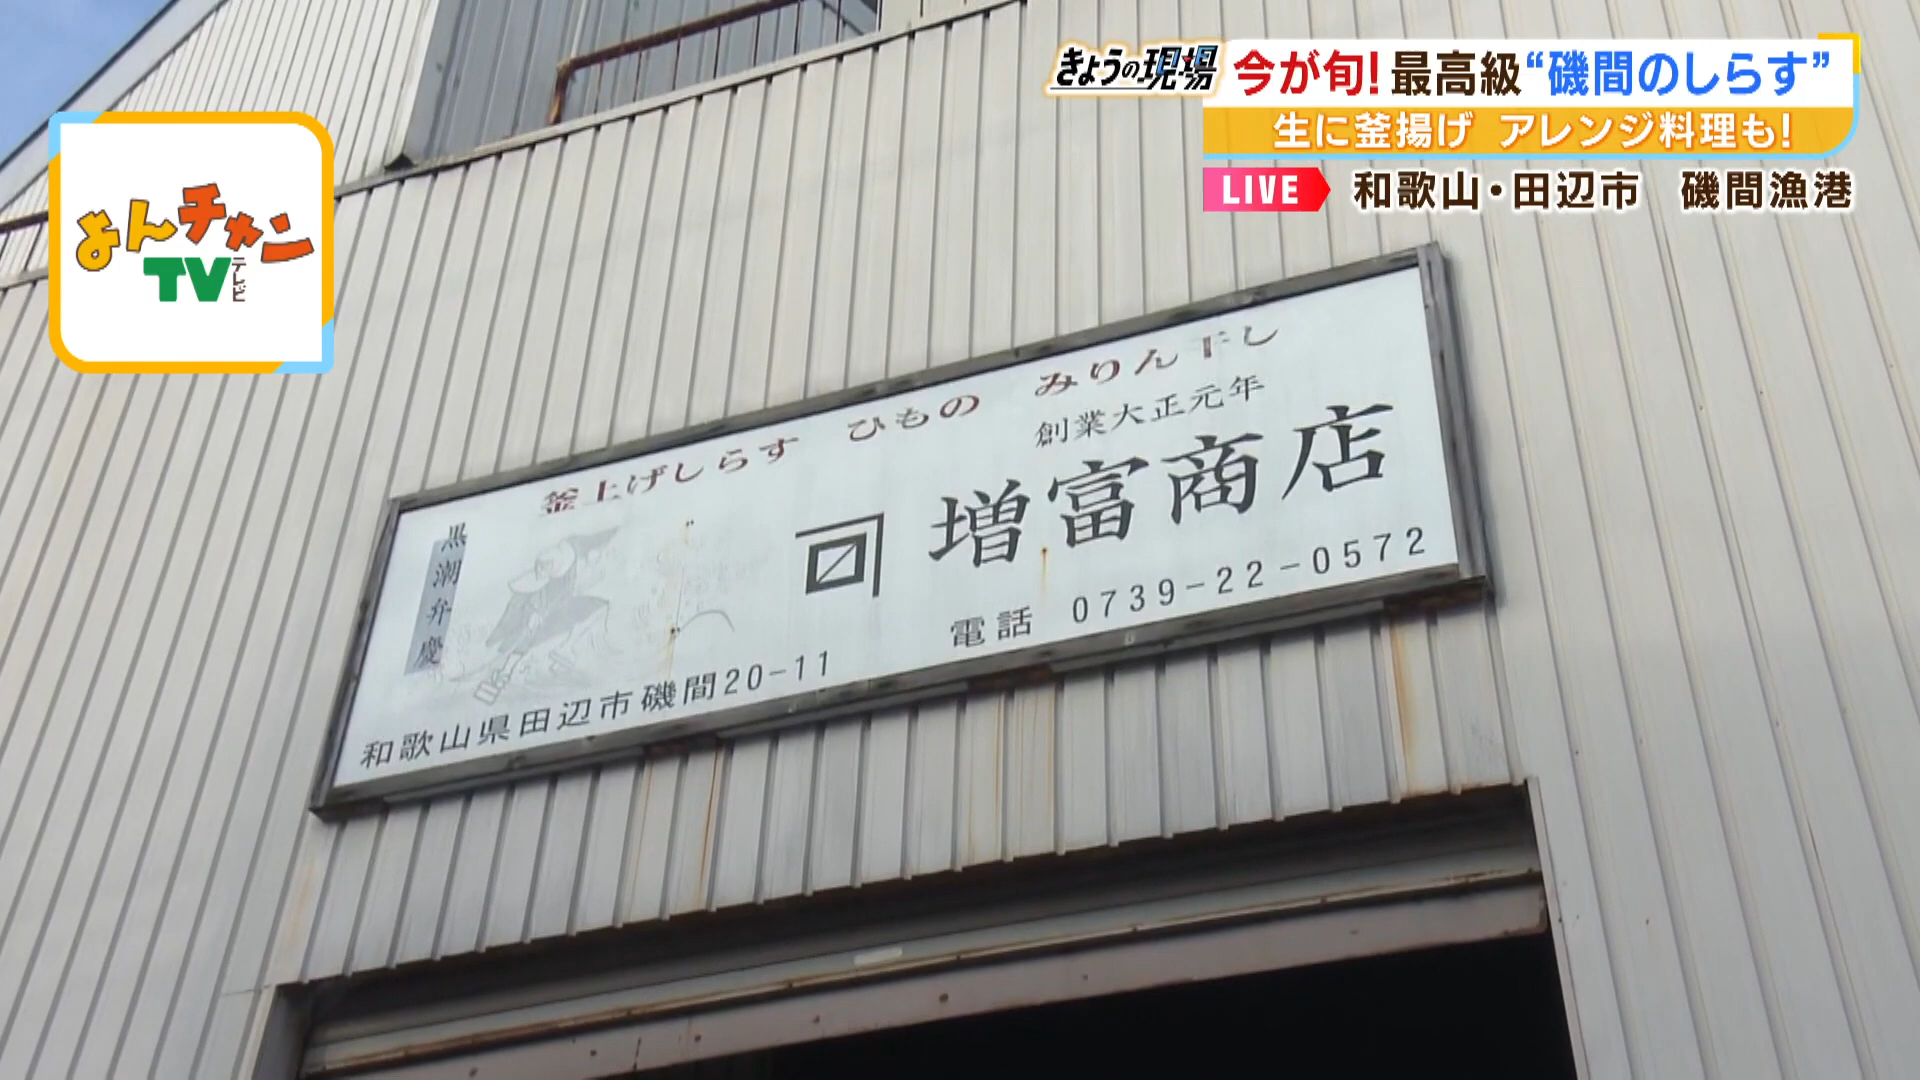 きょうの現場
今が旬！最高級“磯間のしらす”
生に釜揚げ アレンジ料理も！
LIVE 和歌山・田辺市 磯間漁港
よんチャン
TV
テレビ
釜上げしらす ひもの みりん干し
創業大正元年
増富商店
黒潮弁慶
電話 0739-22-0572
和歌山県田辺市磯間20-11